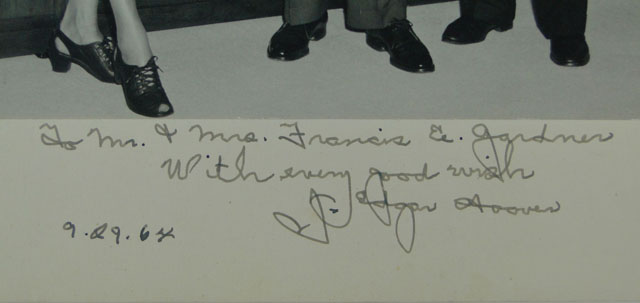 To Mr. & Mrs. Francis E. Gardner
With every good wish
J. Edgar Hoover
9.29.64